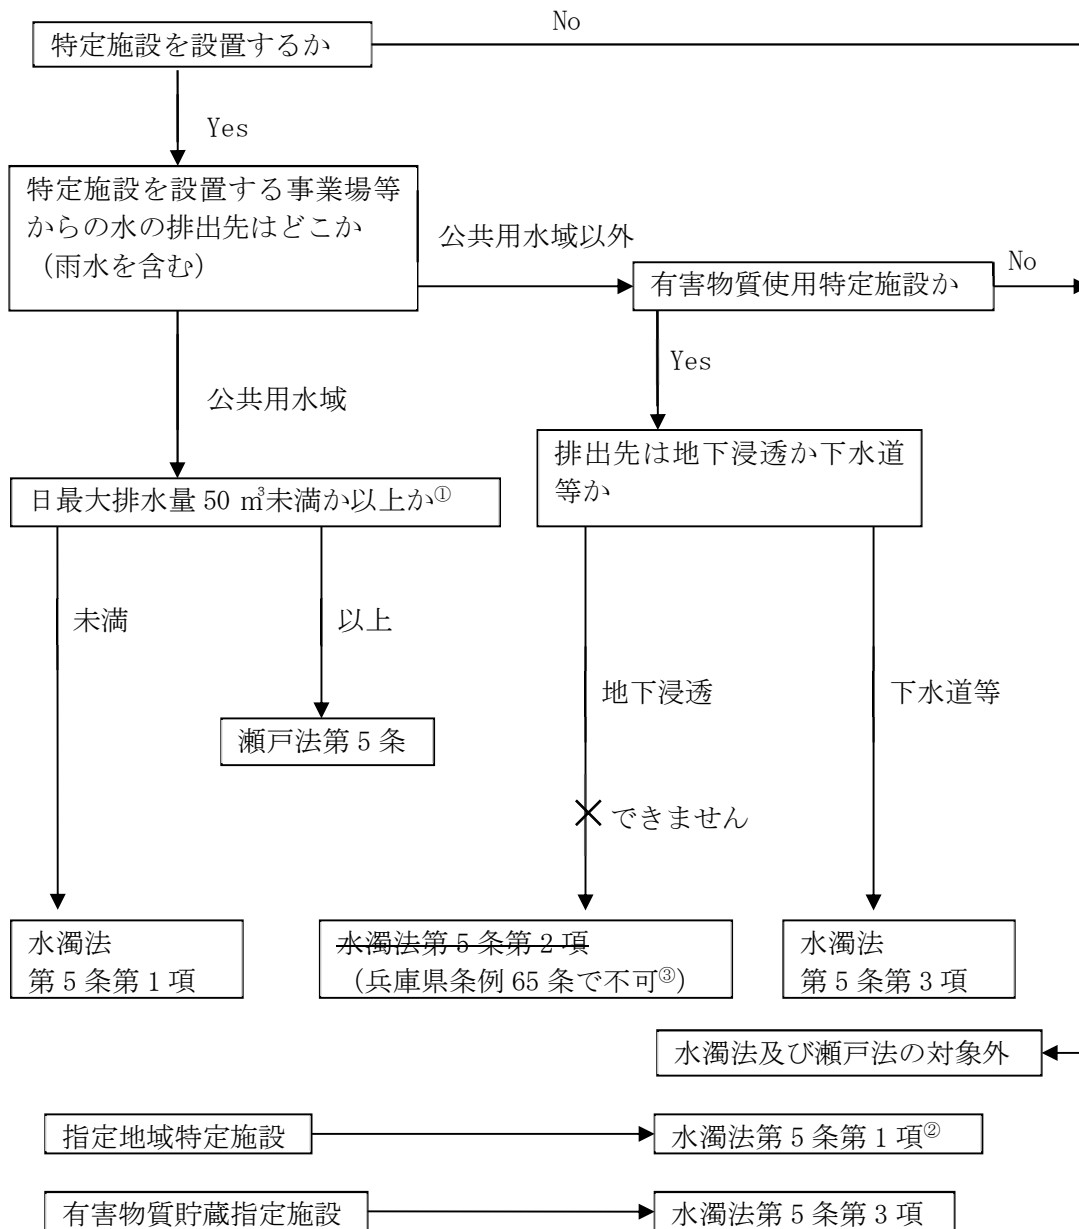 No
特定施設を設置するか
Yes
特定施設を設置する事業場等
からの水の排出先はどこか
（雨水を含む）
公共用水域以外
No
有害物質使用特定施設か
Yes
公共用水域
排出先は地下浸透か下水道
等か
日最大排水量 50 ㎥未満か以上か①
未満
以上
地下浸透
下水道等
瀬戸法第 5 条
できません
水濁法
第 5 条第 1 項
水濁法第 5 条第 2 項
（兵庫県条例 65 条で不可③）
水濁法
第 5 条第 3 項
水濁法及び瀬戸法の対象外
指定地域特定施設
水濁法第 5 条第 1 項②
有害物質貯蔵指定施設
水濁法第 5 条第 3 項